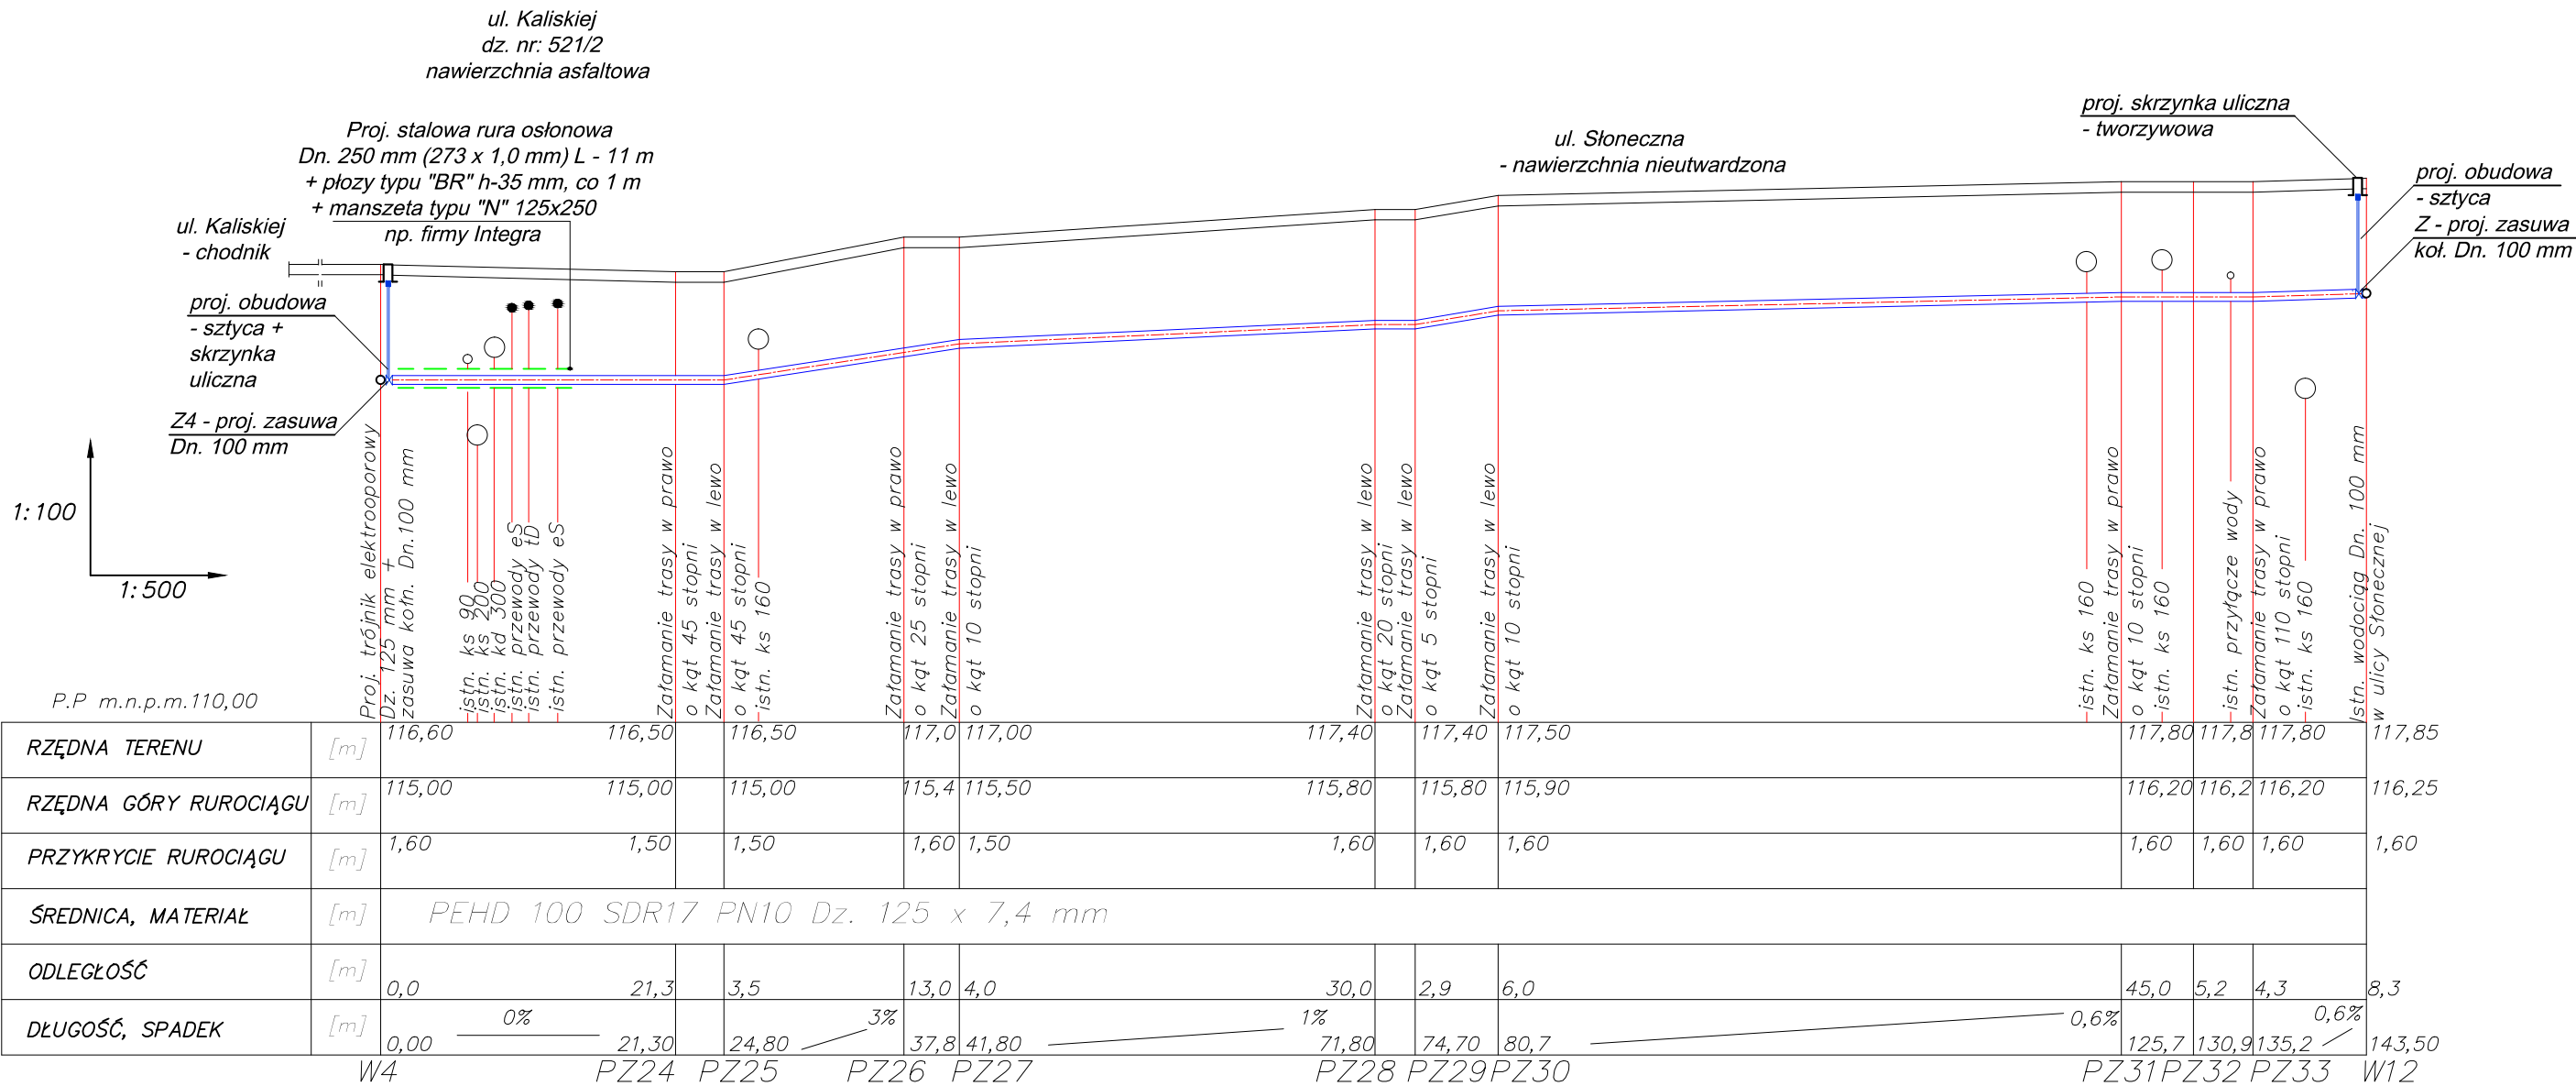 ul. Kaliskiej
dz. nr: 521/2
nawierzchnia asfaltowa
Proj. stalowa rura osłonowa
Dn. 250 mm (273 x 1,0 mm) L - 11 m
+ płozy typu "BR" h-35 mm, co 1 m
+ manszeta typu "N" 125x250
np. firmy Integra
ul. Kaliskiej
- chodnik
proj. obudowa
- sztyca +
skrzynka
uliczna
Z4 - proj. zasuwa
Dn. 100 mm
ul. Słoneczna
- nawierzchnia nieutwardzona
proj. skrzynka uliczna
- tworzywowa
proj. obudowa
- sztyca
Z - proj. zasuwa
koł. Dn. 100 mm
1:100
1:500
P.P m.n.p.m.110,00
Proj. trójnik elektrooporowy
Dz. 125 mm +
zasuwa kołn. Dn.100 mm
istn. ks 90
istn. ks 200
istn. kd 300
istn. przewody eS
istn. przewody tD
istn. przewody eS
Załamanie trasy w prawo
o kąt 45 stopni
Załamanie trasy w lewo
o kąt 45 stopni
istn. ks 160
Załamanie trasy w prawo
o kąt 25 stopni
Załamanie trasy w lewo
o kąt 10 stopni
Załamanie trasy w lewo
o kąt 20 stopni
Załamanie trasy w lewo
o kąt 5 stopni
Załamanie trasy w lewo
o kąt 10 stopni
istn. ks 160
Załamanie trasy w prawo
o kąt 10 stopni
istn. ks 160
istn. przyłącze wody
Załamanie trasy w prawo
o kąt 110 stopni
istn. ks 160
Istn. wodociąg Dn. 100 mm
w ulicy Słonecznej
RZĘDNA TERENU [m] 116,60 116,50 116,50 117,0 117,00 117,40 117,40 117,50 117,80 117,8 117,80 117,85
RZĘDNA GÓRY RUROCIĄGU [m] 115,00 115,00 115,00 115,4 115,50 115,80 115,80 115,90 116,20 116,2 116,20 116,25
PRZYKRYCIE RUROCIĄGU [m] 1,60 1,50 1,50 1,60 1,50 1,60 1,60 1,60 1,60 1,60 1,60 1,60
ŚREDNICA, MATERIAŁ [m] PEHD 100 SDR17 PN10 Dz. 125 x 7,4 mm
ODLEGŁOŚĆ [m] 0,0 21,3 3,5 13,0 4,0 30,0 2,9 6,0 45,0 5,2 4,3 8,3
0% 3% 1% 0,6% 0,6%
DŁUGOŚĆ, SPADEK [m] 0,00 21,30 24,80 37,8 41,80 71,80 74,70 80,7 125,7 130,9 135,2 143,50
W4 PZ24 PZ25 PZ26 PZ27 PZ28 PZ29 PZ30 PZ31 PZ32 PZ33 W12